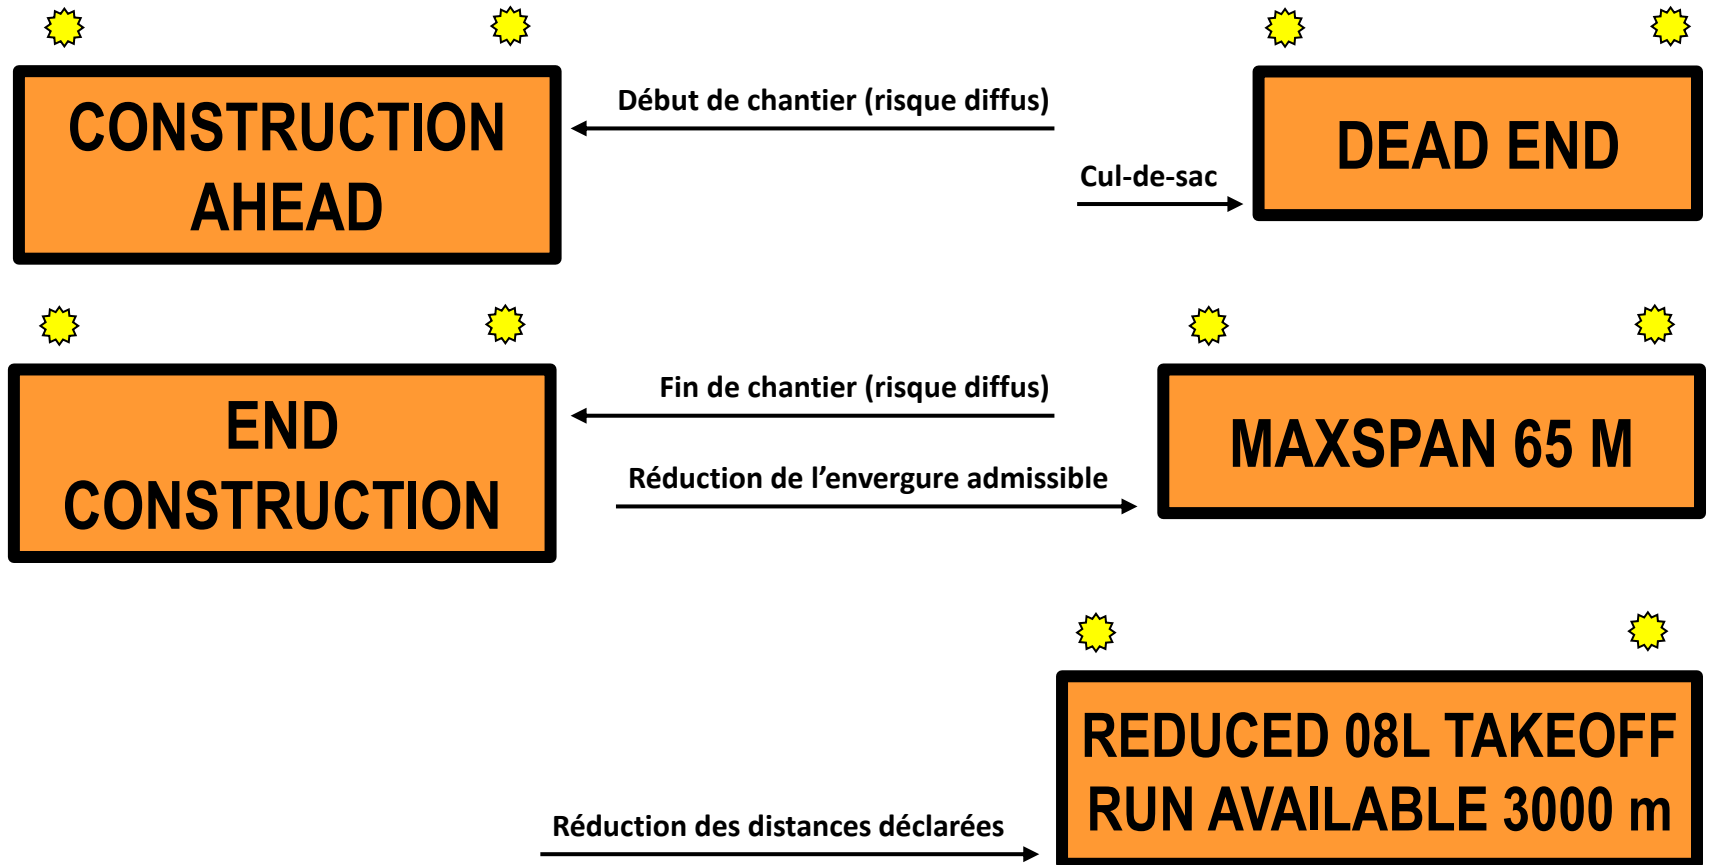 CONSTRUCTION
AHEAD
Début de chantier (risque diffus)
DEAD END
Cul-de-sac
END
CONSTRUCTION
Fin de chantier (risque diffus)
MAXSPAN 65 M
Réduction de l’envergure admissible
REDUCED 08L TAKEOFF
RUN AVAILABLE 3000 m
Réduction des distances déclarées